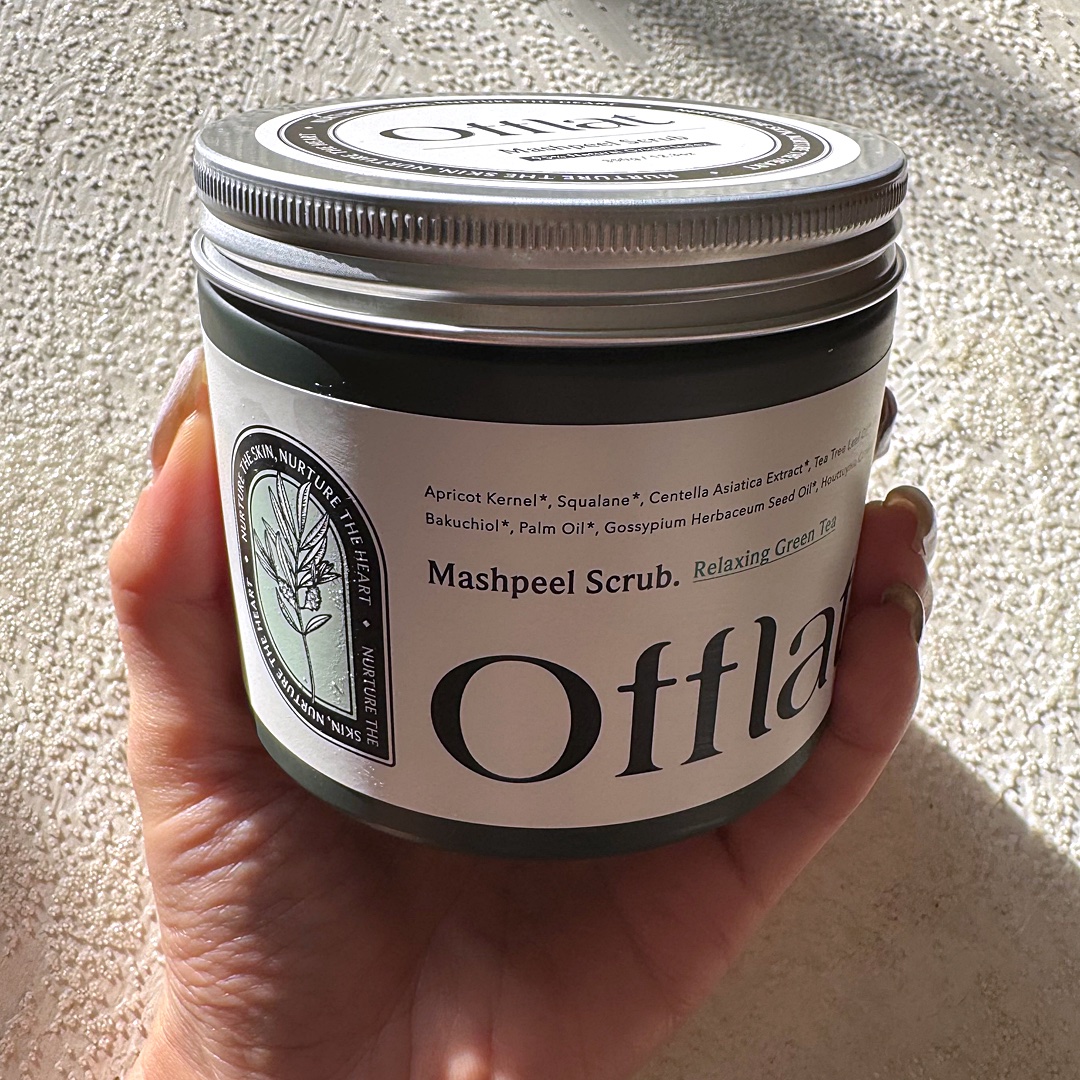 Offlat
Mashpeel Scrub
NURTURE THE SKIN, NURTURE THE HEART
NURTURE THE SKIN, NURTURE THE HEART
NURTURE THE SKIN, NURTURE THE HEART
Apricot Kernel*, Squalane*, Centella Asiatica Extract*, Tea Tree Leaf
Bakuchiol*, Palm Oil*, Gossypium Herbaceum Seed Oil*,
Mashpeel Scrub. Relaxing Green Tea
Offlat